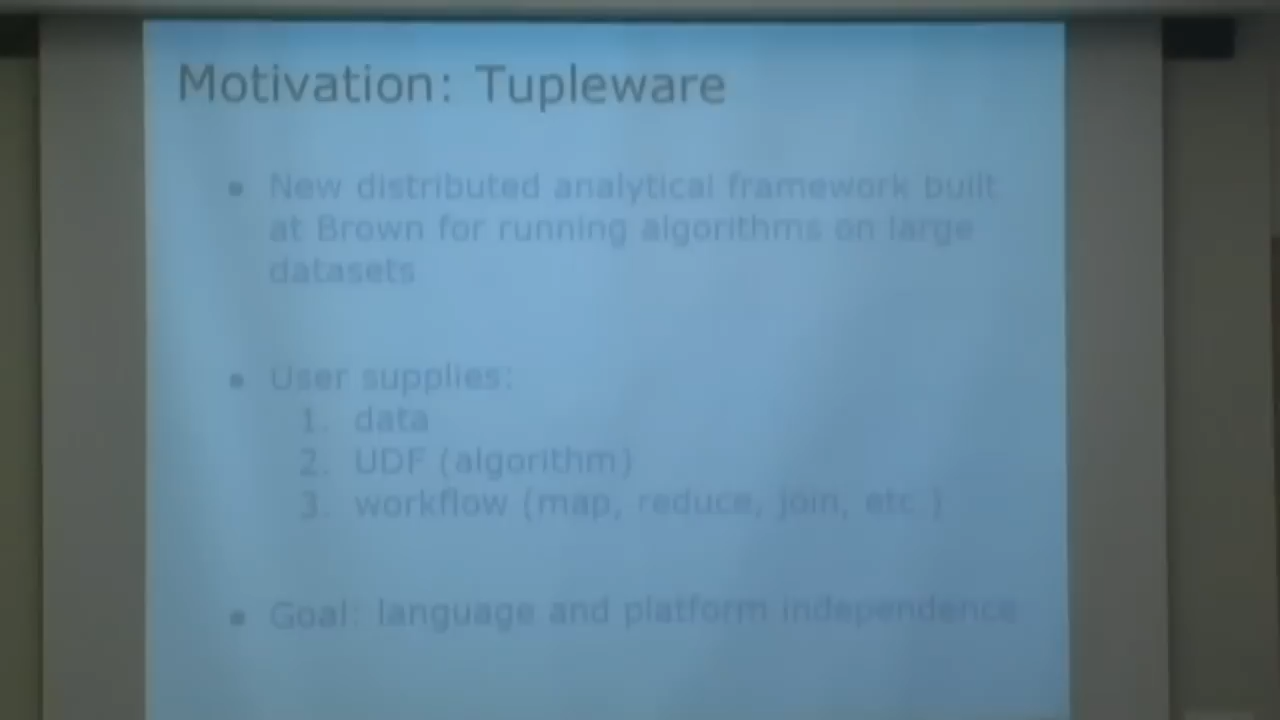 Motivation: Tupleware
• New distributed analytical framework built
at Brown for running algorithms on large
datasets
• User supplies:
1. data
2. UDF (algorithm)
3. workflow (map, reduce, join, etc.)
• Goal: language and platform independence